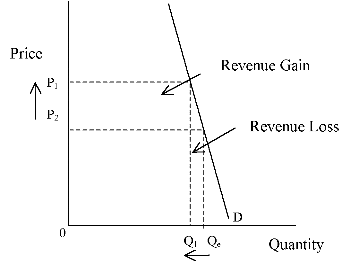 Price
P1
Revenue Gain
P2
Revenue Loss
D
0
Q1 Qe
Quantity